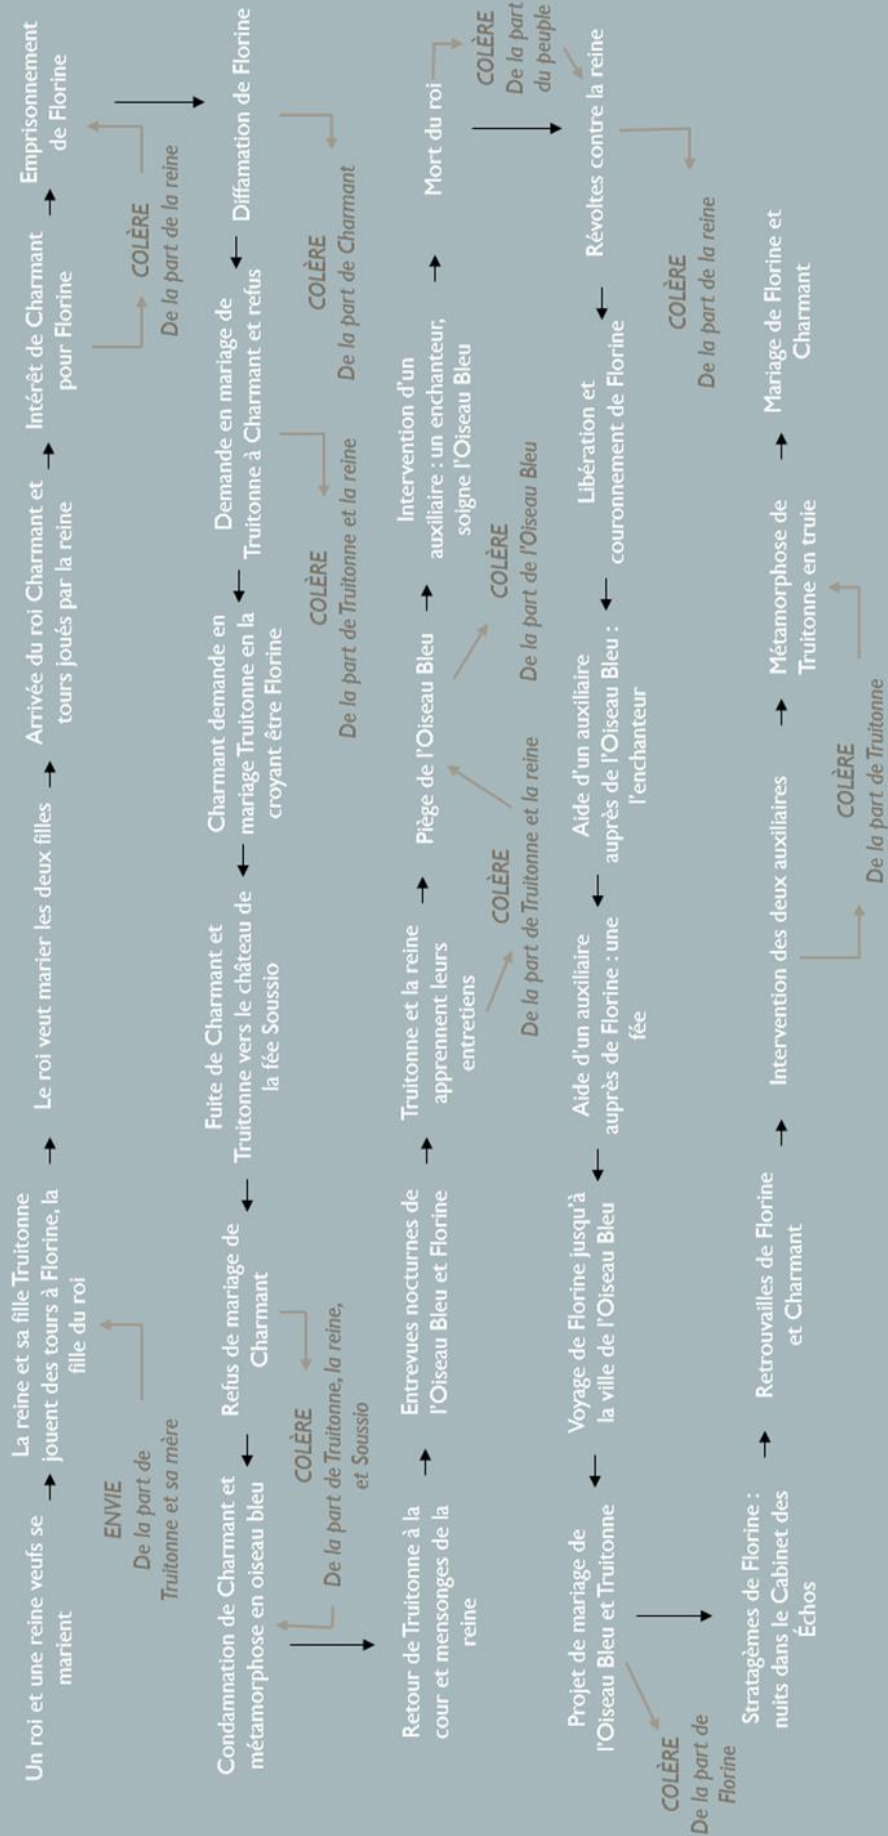 Un roi et une reine veufs se
marient
La reine et sa fille Truitonne
jouent des tours à Florine, la
fille du roi
Le roi veut marier les deux filles
Arrivée du roi Charmant et
tours joués par la reine
Intérêt de Charmant
pour Florine
Emprisonnement
de Florine
ENVIE
De la part de
Truitonne et sa mère
COLÈRE
De la part de la reine
Diffamation de Florine
Demande en mariage de
Truitonne à Charmant et refus
Charmant demande en
mariage Truitonne en la
croyant être Florine
Fuite de Charmant et
Truitonne vers le château de
la fée Soussio
Refus de mariage de
Charmant
Condamnation de Charmant et
métamorphose en oiseau bleu
COLÈRE
De la part de Charmant
COLÈRE
De la part de Truitonne et la reine
COLÈRE
De la part de Truitonne, la reine,
et Soussio
Retour de Truitonne à la
cour et mensonges de la
reine
Entrevues nocturnes de
l'Oiseau Bleu et Florine
Truitonne et la reine
apprennent leurs
entretiens
Piège de l'Oiseau Bleu
Intervention d'un
auxiliaire : un enchanteur,
soigne l'Oiseau Bleu
Mort du roi
COLÈRE
De la part de Truitonne et la reine
COLÈRE
De la part de l'Oiseau Bleu
COLÈRE
De la part
du peuple
Révoltes contre la reine
Libération et
couronnement de Florine
Aide d'un auxiliaire
auprès de l'Oiseau Bleu :
l'enchanteur
Aide d'un auxiliaire
auprès de Florine : une
fée
Voyage de Florine jusqu'à
la ville de l'Oiseau Bleu
Projet de mariage de
l'Oiseau Bleu et Truitonne
COLÈRE
De la part de la reine
COLÈRE
De la part de
Florine
Stratagèmes de Florine :
nuits dans le Cabinet des
Échos
Retrouvailles de Florine
et Charmant
Intervention des deux auxiliaires
Métamorphose de
Truitonne en truie
Mariage de Florine et
Charmant
COLÈRE
De la part de Truitonne